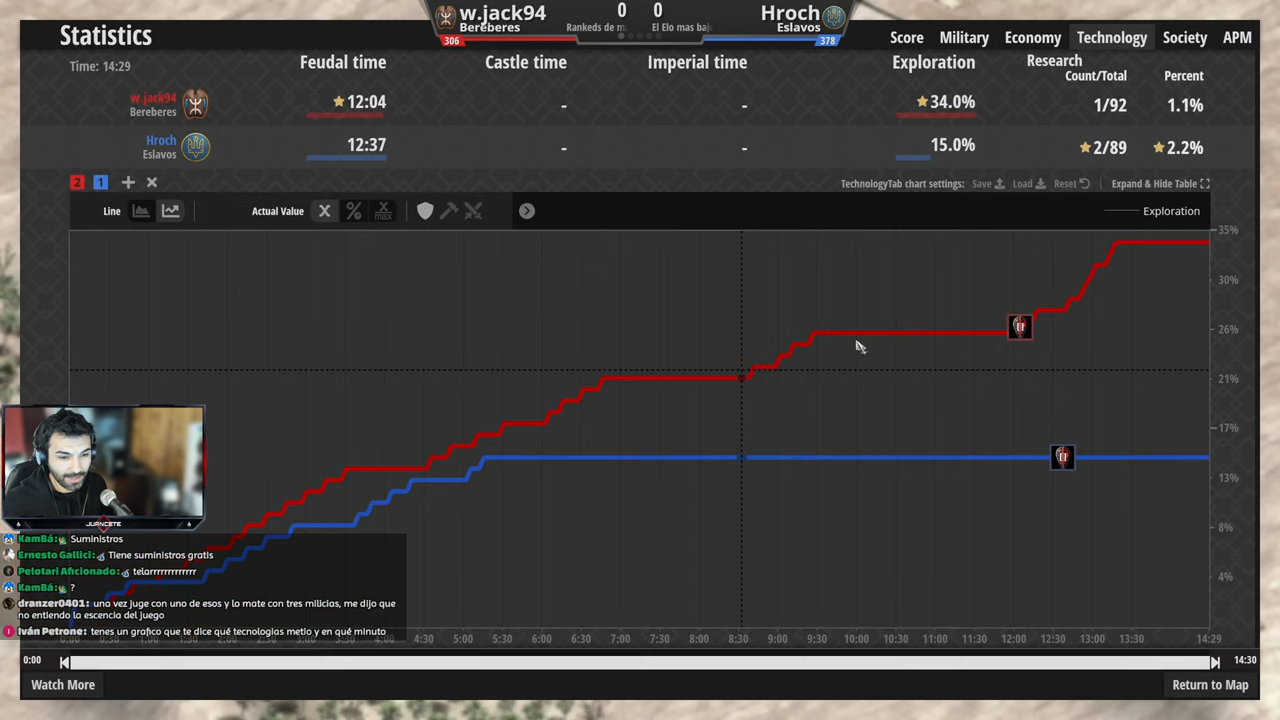 w.jack94
Bereberes
306
0
0
Rankeds de m
El Elo mas baj
Hroch
Eslavos
378
Statistics
Score
Military
Economy
Technology
Society
APM
Time: 14:29
Feudal time
Castle time
Imperial time
Exploration
Research
Count/Total
Percent
w.jack94
Bereberes
12:04
-
-
34.0%
1/92
1.1%
Hroch
Eslavos
12:37
-
-
15.0%
2/89
2.2%
2
1
TechnologyTab chart settings:
Save
Load
Reset
Expand & Hide Table
Line
Actual Value
X
%
X
max
Exploration
35%
30%
26%
21%
17%
13%
8%
4%
II
II
JUANCETE
KamBá: Suministros
Ernesto Gallici: Tiene suministros gratis
Pelotari Aficionado: telarrrrrrrrrrrr
KamBá: ?
dranzer0401: una vez juge con uno de esos y lo mate con tres milicias, me dijo que
no entiendo la escencia del juego
Iván Petrone: tenes un grafico que te dice qué tecnologias metio y en qué minuto
4:30 5:00 5:30 6:00 6:30 7:00 7:30 8:00 8:30 9:00 9:30 10:00 10:30 11:00 11:30 12:00 12:30 13:00 13:30 14:29
0:00
14:30
Watch More
Return to Map